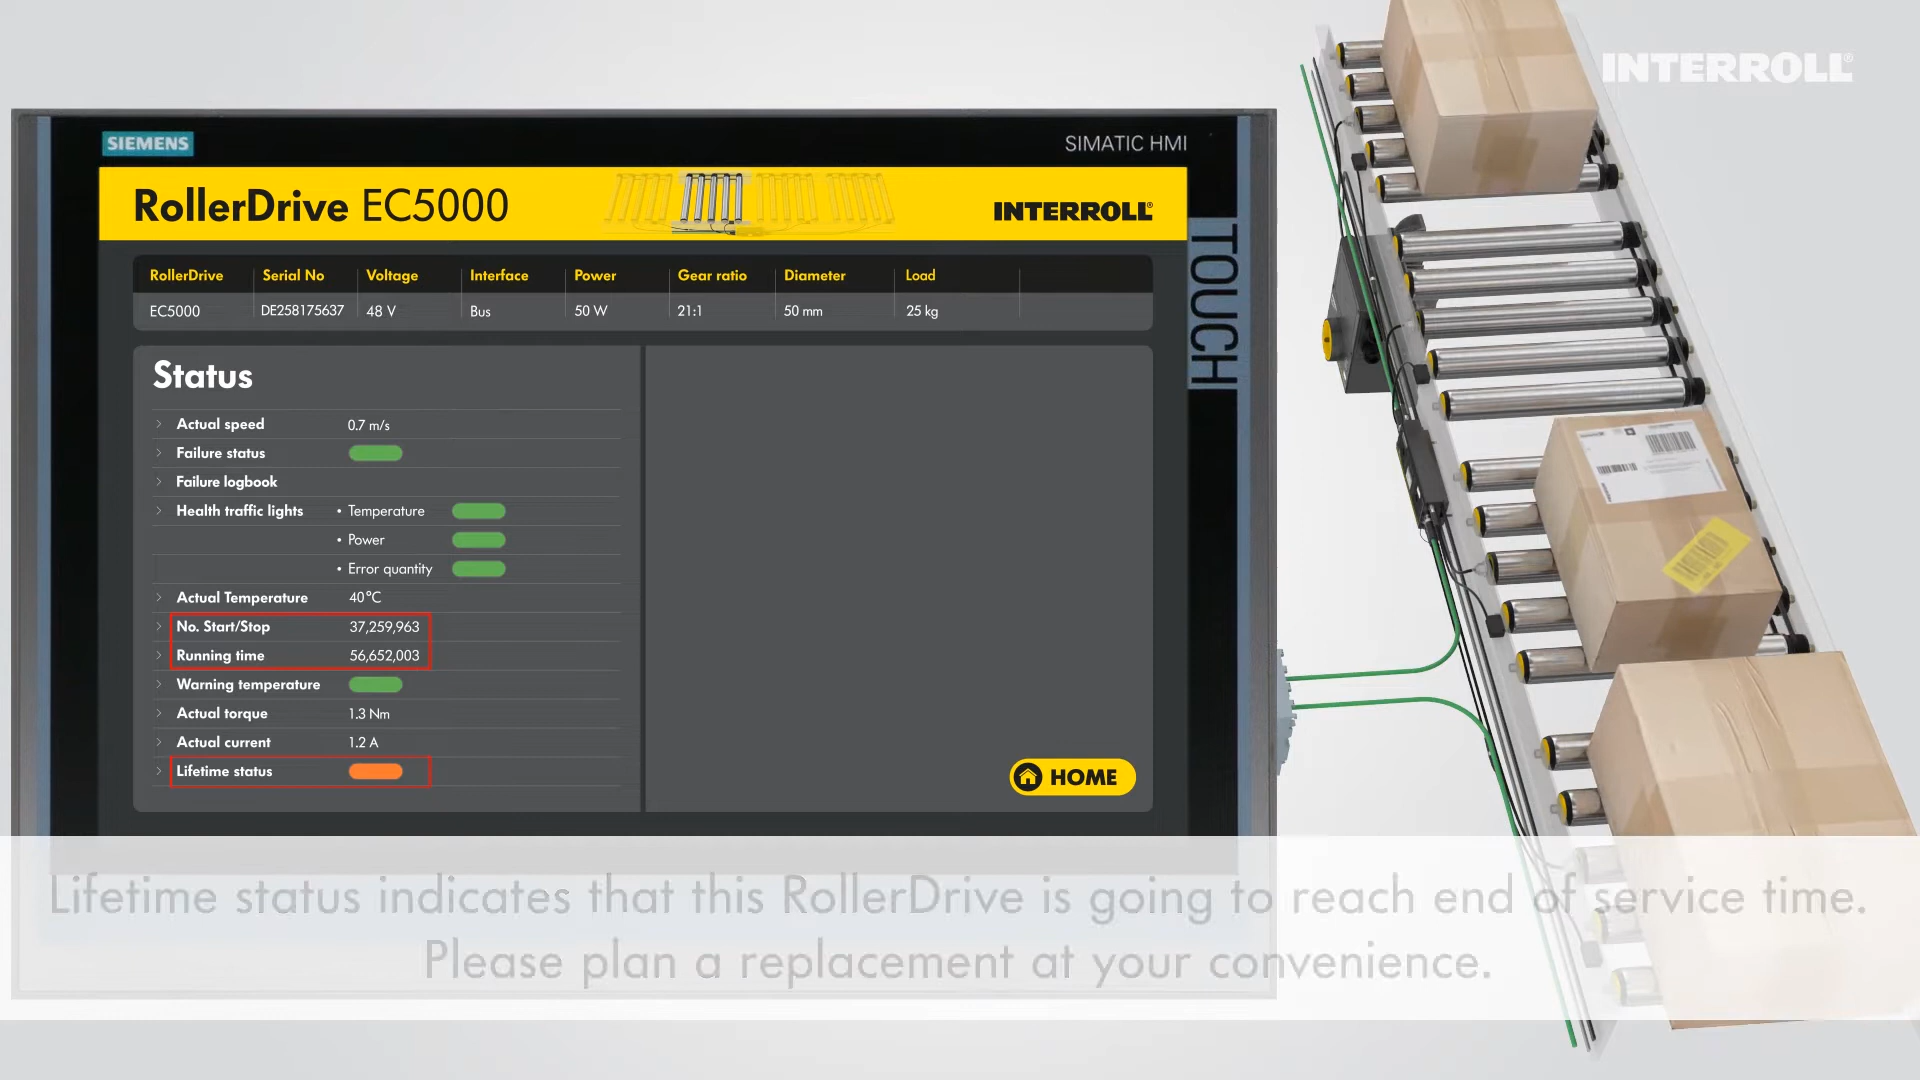 INTERROLL®
SIEMENS
SIMATIC HMI
RollerDrive EC5000
INTERROLL®
TOUCH
RollerDrive Serial No Voltage Interface Power Gear ratio Diameter Load
EC5000 DE258175637 48 V Bus 50 W 21:1 50 mm 25 kg
Status
Actual speed 0.7 m/s
Failure status
Failure logbook
Health traffic lights • Temperature
• Power
• Error quantity
Actual Temperature 40°C
No. Start/Stop 37,259,963
Running time 56,652,003
Warning temperature
Actual torque 1.3 Nm
Actual current 1.2 A
Lifetime status
HOME
Lifetime status indicates that this RollerDrive is going to reach end of service time.
Please plan a replacement at your convenience.